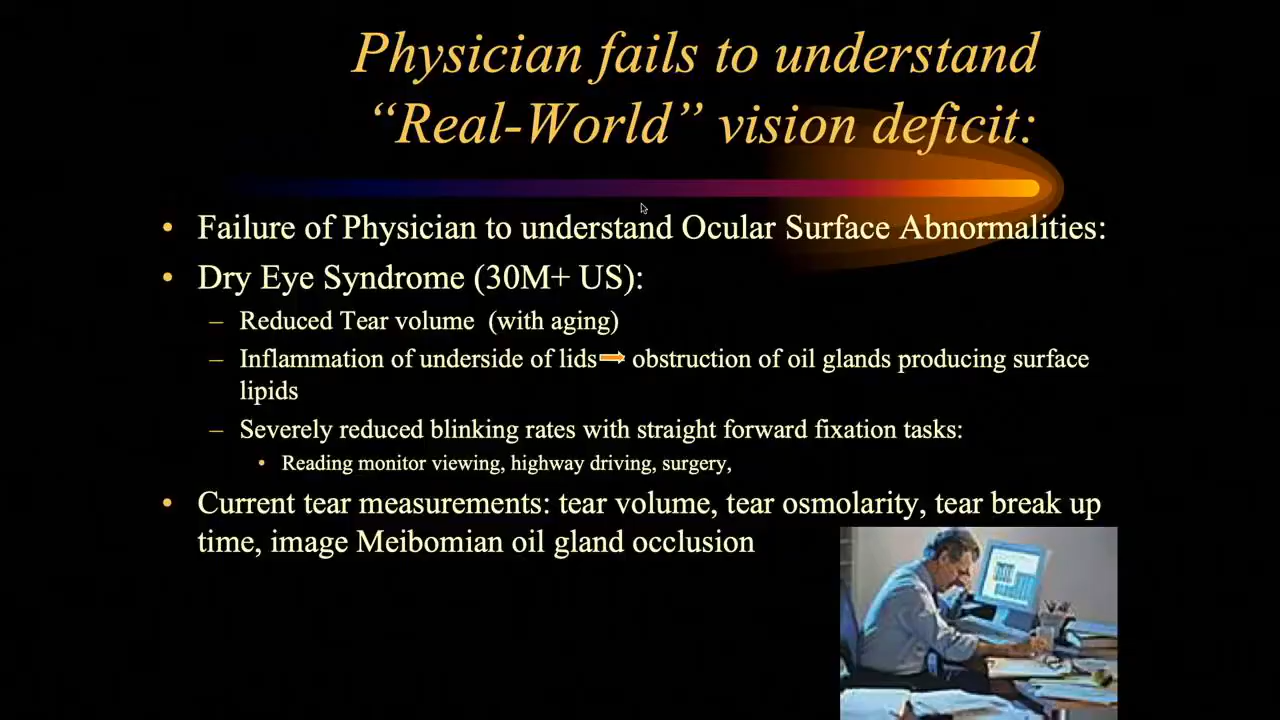 Physician fails to understand
“Real-World” vision deficit:
• Failure of Physician to understand Ocular Surface Abnormalities:
• Dry Eye Syndrome (30M+ US):
– Reduced Tear volume (with aging)
– Inflammation of underside of lids obstruction of oil glands producing surface
lipids
– Severely reduced blinking rates with straight forward fixation tasks:
• Reading monitor viewing, highway driving, surgery,
• Current tear measurements: tear volume, tear osmolarity, tear break up
time, image Meibomian oil gland occlusion